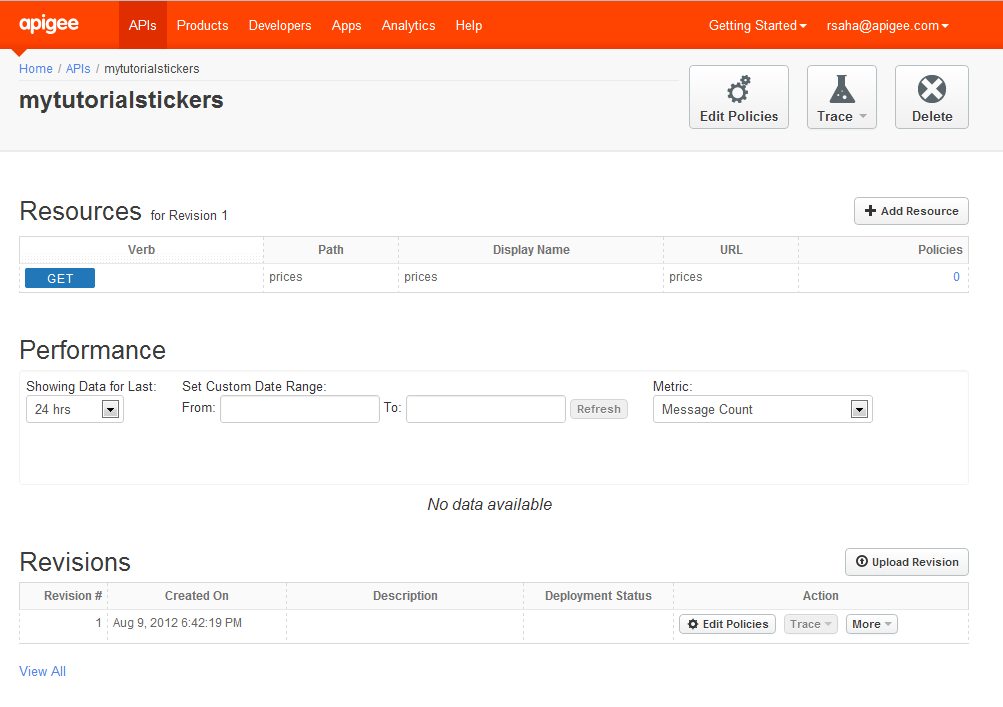 apigee APIs Products Developers Apps Analytics Help Getting Started rsaha@apigee.com
Home / APIs / mytutorialstickers
mytutorialstickers
Edit Policies Trace Delete
Resources for Revision 1 Add Resource
Verb Path Display Name URL Policies
GET prices prices prices 0
Performance
Showing Data for Last: Set Custom Date Range: Metric:
24 hrs From: To: Refresh Message Count
No data available
Revisions Upload Revision
Revision # Created On Description Deployment Status Action
1 Aug 9, 2012 6:42:19 PM Edit Policies Trace More
View All